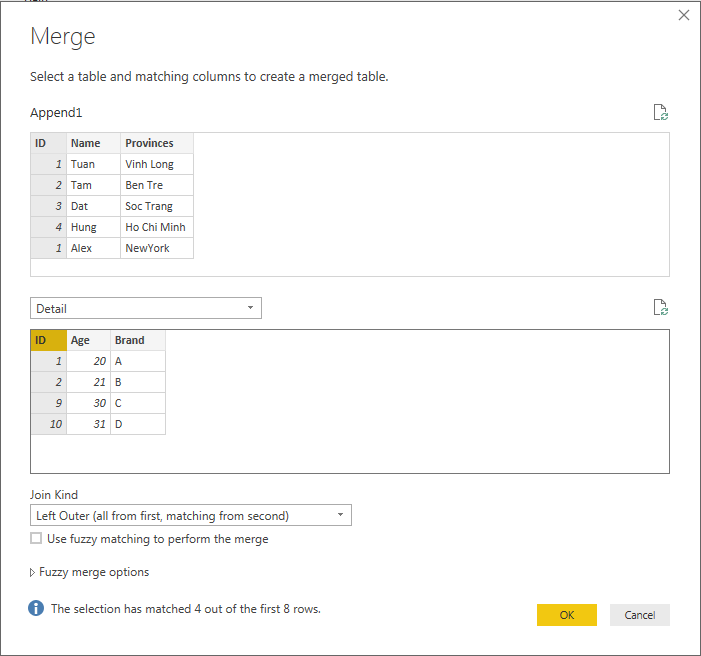 Merge
Select a table and matching columns to create a merged table.
Append1
ID Name Provinces
1 Tuan Vinh Long
2 Tam Ben Tre
3 Dat Soc Trang
4 Hung Ho Chi Minh
1 Alex NewYork
Detail
ID Age Brand
1 20 A
2 21 B
9 30 C
10 31 D
Join Kind
Left Outer (all from first, matching from second)
Use fuzzy matching to perform the merge
Fuzzy merge options
The selection has matched 4 out of the first 8 rows.
OK Cancel